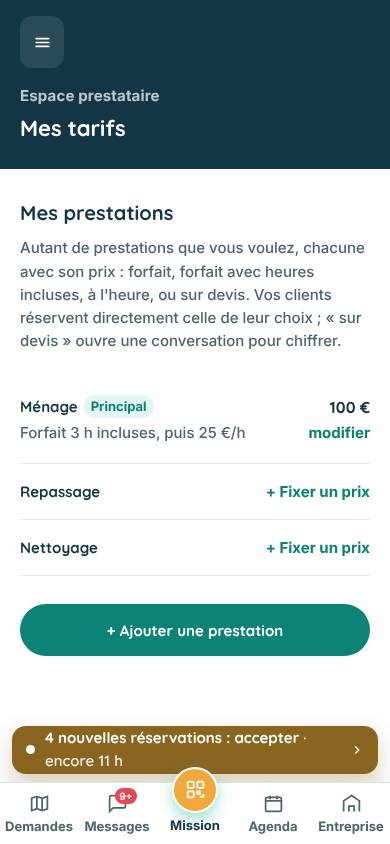 Espace prestataire
Mes tarifs
Mes prestations
Autant de prestations que vous voulez, chacune
avec son prix : forfait, forfait avec heures
incluses, à l'heure, ou sur devis. Vos clients
réservent directement celle de leur choix ; « sur
devis » ouvre une conversation pour chiffrer.
Ménage Principal 100 €
Forfait 3 h incluses, puis 25 €/h modifier
Repassage + Fixer un prix
Nettoyage + Fixer un prix
+ Ajouter une prestation
4 nouvelles réservations : accepter ·
encore 11 h
9+
Demandes Messages Mission Agenda Entreprise